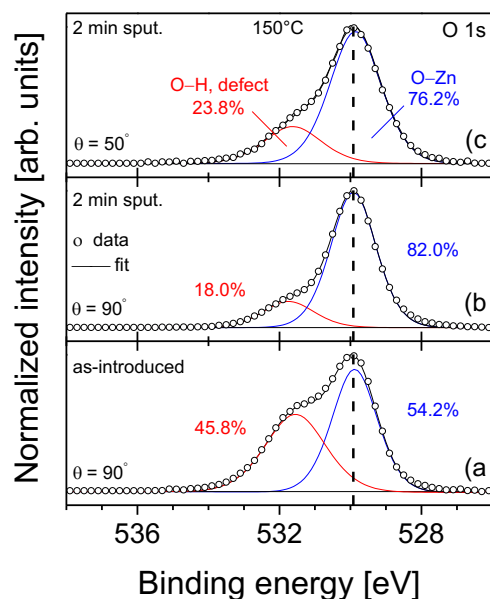 2 min sput. 150°C O 1s
O–H, defect
23.8%
O–Zn
76.2%
θ = 50° (c
2 min sput.
o data
—— fit
18.0%
82.0%
θ = 90° (b
as-introduced
45.8%
54.2%
θ = 90° (a
536 532 528
Binding energy [eV]
Normalized intensity [arb. units]